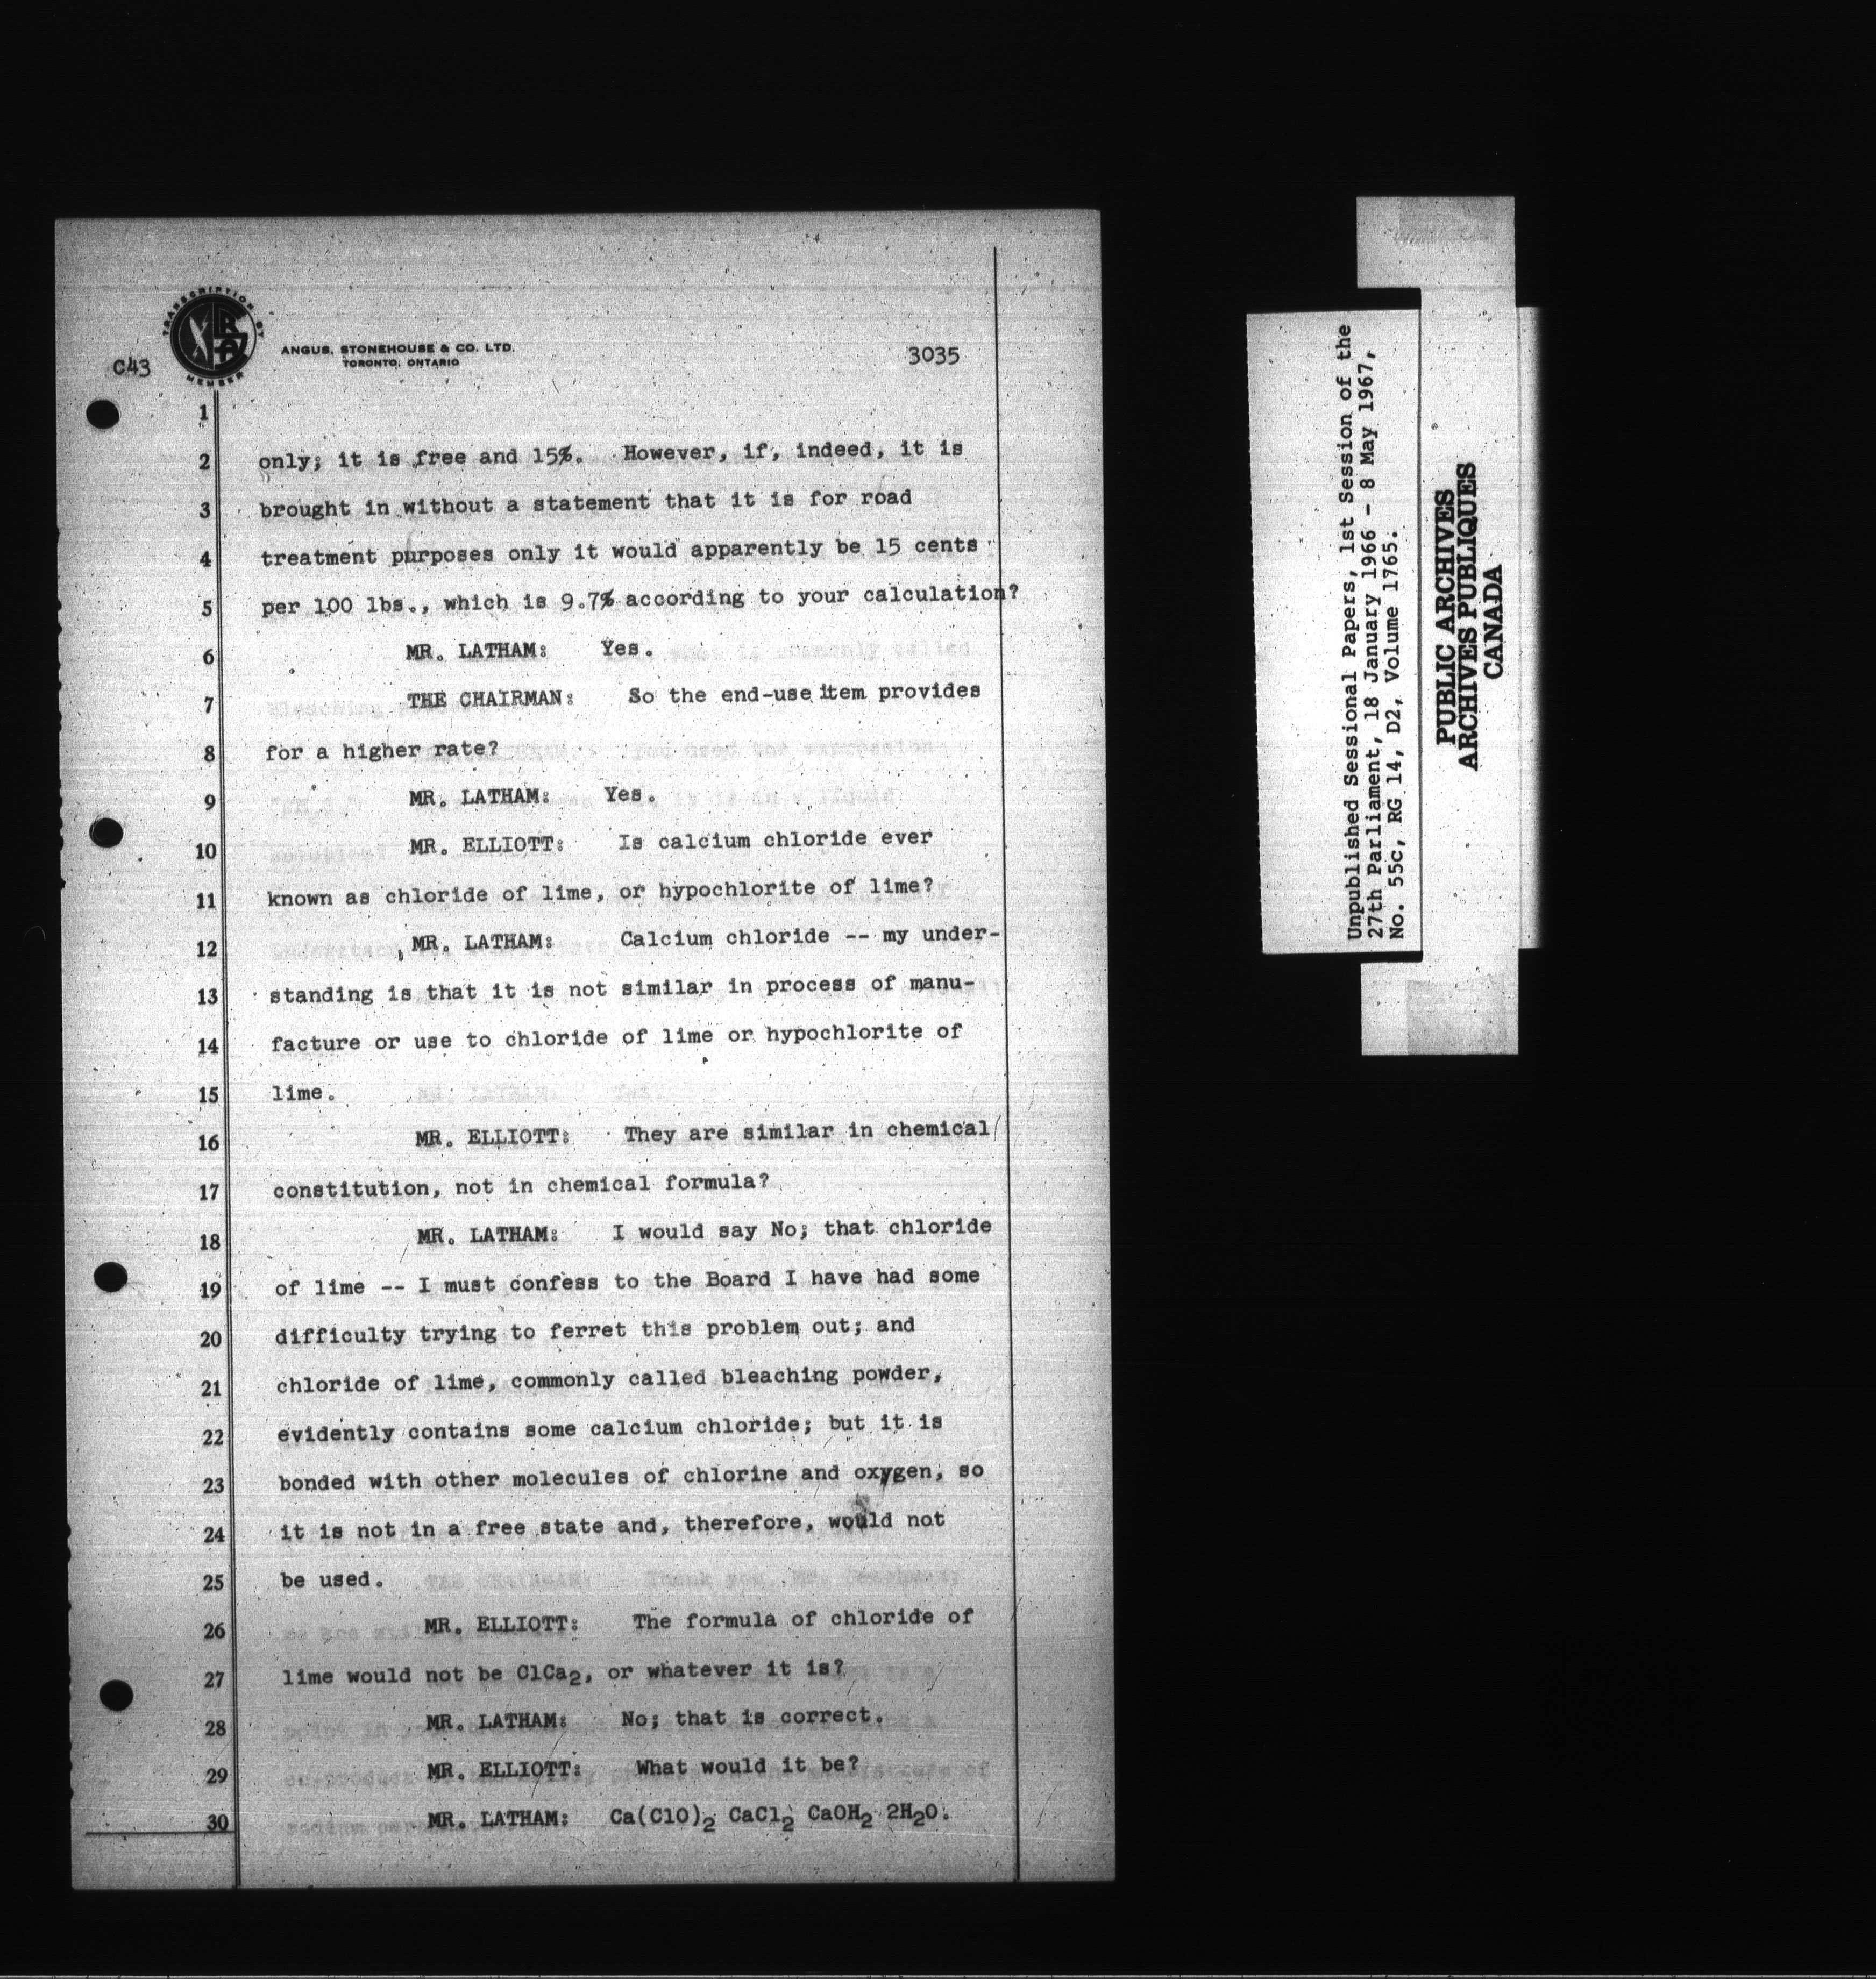 TRANSCRIPTION BY
MEMBER
C43
ANGUS, STONEHOUSE & CO. LTD.
TORONTO, ONTARIO
3035
1
2 only; it is free and 15%. However, if, indeed, it is
3 brought in without a statement that it is for road
4 treatment purposes only it would apparently be 15 cents
5 per 100 lbs., which is 9.7% according to your calculation?
6 MR. LATHAM: Yes.
7 THE CHAIRMAN: So the end-use item provides
8 for a higher rate?
9 MR. LATHAM: Yes.
10 MR. ELLIOTT: Is calcium chloride ever
11 known as chloride of lime, or hypochlorite of lime?
12 MR. LATHAM: Calcium chloride -- my under-
13 standing is that it is not similar in process of manu-
14 facture or use to chloride of lime or hypochlorite of
15 lime.
16 MR. ELLIOTT: They are similar in chemical
17 constitution, not in chemical formula?
18 MR. LATHAM: I would say No; that chloride
19 of lime -- I must confess to the Board I have had some
20 difficulty trying to ferret this problem out; and
21 chloride of lime, commonly called bleaching powder,
22 evidently contains some calcium chloride; but it is
23 bonded with other molecules of chlorine and oxygen, so
24 it is not in a free state and, therefore, would not
25 be used.
26 MR. ELLIOTT: The formula of chloride of
27 lime would not be ClCa₂, or whatever it is?
28 MR. LATHAM: No; that is correct.
29 MR. ELLIOTT: What would it be?
30 MR. LATHAM: Ca(ClO)₂ CaCl₂ CaOH₂ 2H₂O.
Unpublished Sessional Papers, 1st Session of the
27th Parliament, 18 January 1966 - 8 May 1967,
No. 55c, RG 14, D2, Volume 1765.
PUBLIC ARCHIVES
ARCHIVES PUBLIQUES
CANADA